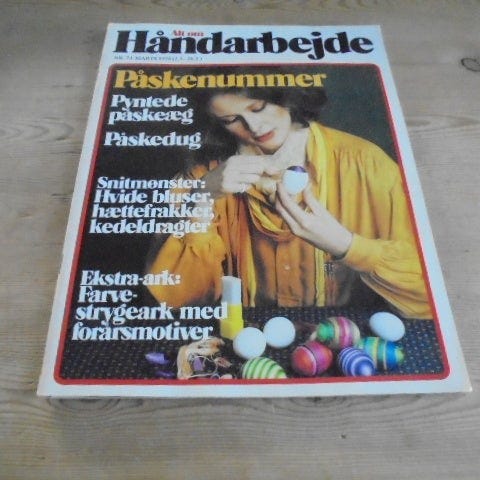 Alt om
Håndarbejde
Påskenummer
Pyntede
påskeæg
Påskedug
Snitmønster:
Hvide bluser,
hættefrakker,
kedeldragter
Ekstra-ark:
Farve-
strygeark med
forårsmotiver